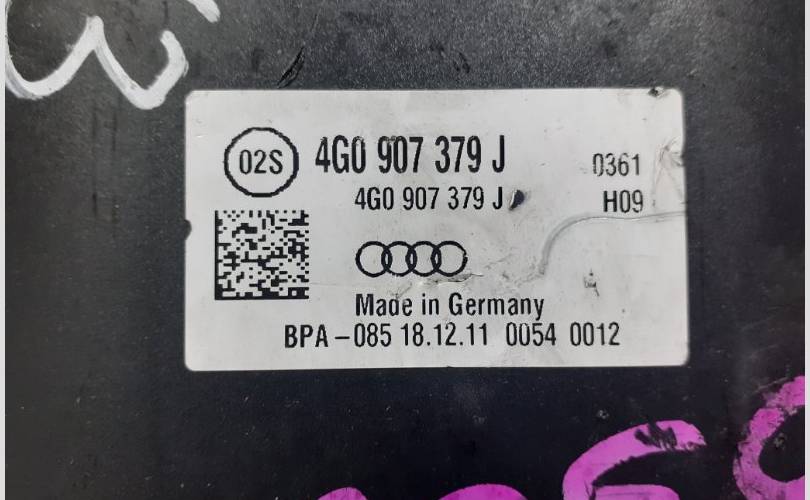 3
02S
4G0 907 379 J
0361
4G0 907 379 J
H09
Made in Germany
BPA-085 18.12.11 0054 0012